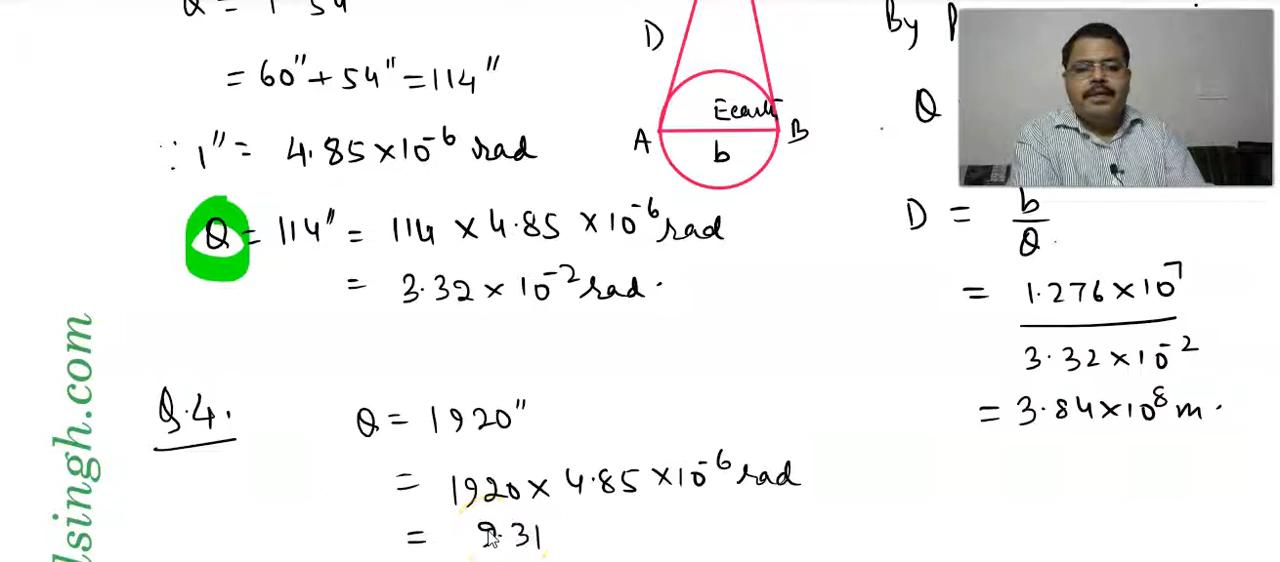 = 60" + 54" = 114"
∵ 1" = 4.85 × 10⁻⁶ rad
θ = 114" = 114 × 4.85 × 10⁻⁶ rad
= 3.32 × 10⁻² rad.
D
Eearth
A
B
b
By P
θ
D = b/θ
= 1.276 × 10⁷ / 3.32 × 10⁻²
= 3.84 × 10⁸ m.
Q.4.
θ = 1920"
= 1920 × 4.85 × 10⁻⁶ rad
= 9.31
lsingh.com